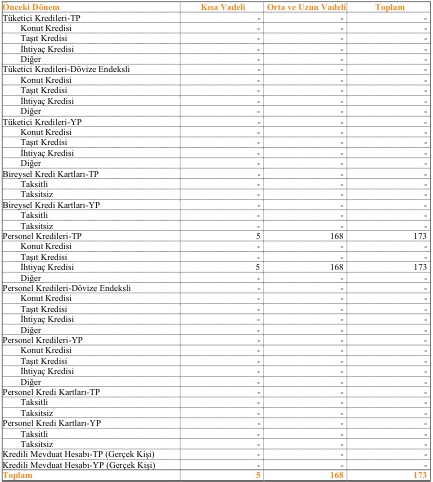 Önceki Dönem Kısa Vadeli Orta ve Uzun Vadeli Toplam
Tüketici Kredileri-TP - - -
Konut Kredisi - - -
Taşıt Kredisi - - -
İhtiyaç Kredisi - - -
Diğer - - -
Tüketici Kredileri-Dövize Endeksli - - -
Konut Kredisi - - -
Taşıt Kredisi - - -
İhtiyaç Kredisi - - -
Diğer - - -
Tüketici Kredileri-YP - - -
Konut Kredisi - - -
Taşıt Kredisi - - -
İhtiyaç Kredisi - - -
Diğer - - -
Bireysel Kredi Kartları-TP - - -
Taksitli - - -
Taksitsiz - - -
Bireysel Kredi Kartları-YP - - -
Taksitli - - -
Taksitsiz - - -
Personel Kredileri-TP 5 168 173
Konut Kredisi - - -
Taşıt Kredisi - - -
İhtiyaç Kredisi 5 168 173
Diğer - - -
Personel Kredileri-Dövize Endeksli - - -
Konut Kredisi - - -
Taşıt Kredisi - - -
İhtiyaç Kredisi - - -
Diğer - - -
Personel Kredileri-YP - - -
Konut Kredisi - - -
Taşıt Kredisi - - -
İhtiyaç Kredisi - - -
Diğer - - -
Personel Kredi Kartları-TP - - -
Taksitli - - -
Taksitsiz - - -
Personel Kredi Kartları-YP - - -
Taksitli - - -
Taksitsiz - - -
Kredili Mevduat Hesabı-TP (Gerçek Kişi) - - -
Kredili Mevduat Hesabı-YP (Gerçek Kişi) - - -
Toplam 5 168 173